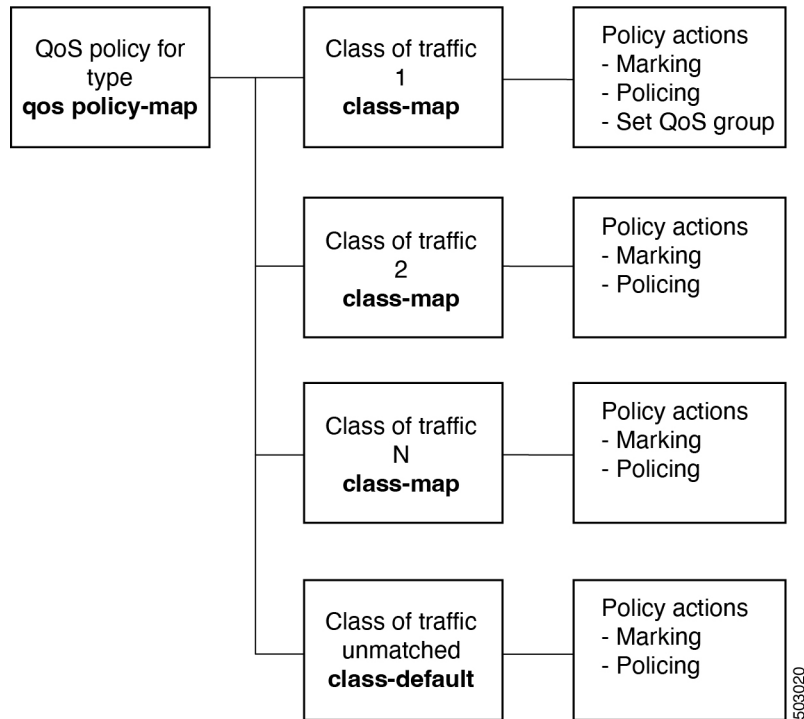 QoS policy for
type
qos policy-map
Class of traffic
1
class-map
Policy actions
- Marking
- Policing
- Set QoS group
Class of traffic
2
class-map
Policy actions
- Marking
- Policing
Class of traffic
N
class-map
Policy actions
- Marking
- Policing
Class of traffic
unmatched
class-default
Policy actions
- Marking
- Policing
503020